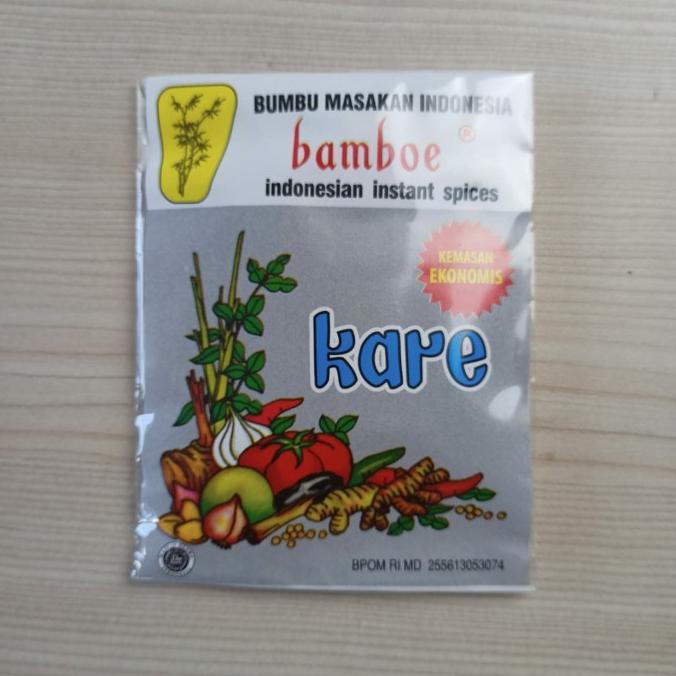 BUMBU MASAKAN INDONESIA
bamboe ®
indonesian instant spices
KEMASAN
EKONOMIS
kare
BPOM RI MD 255613053074